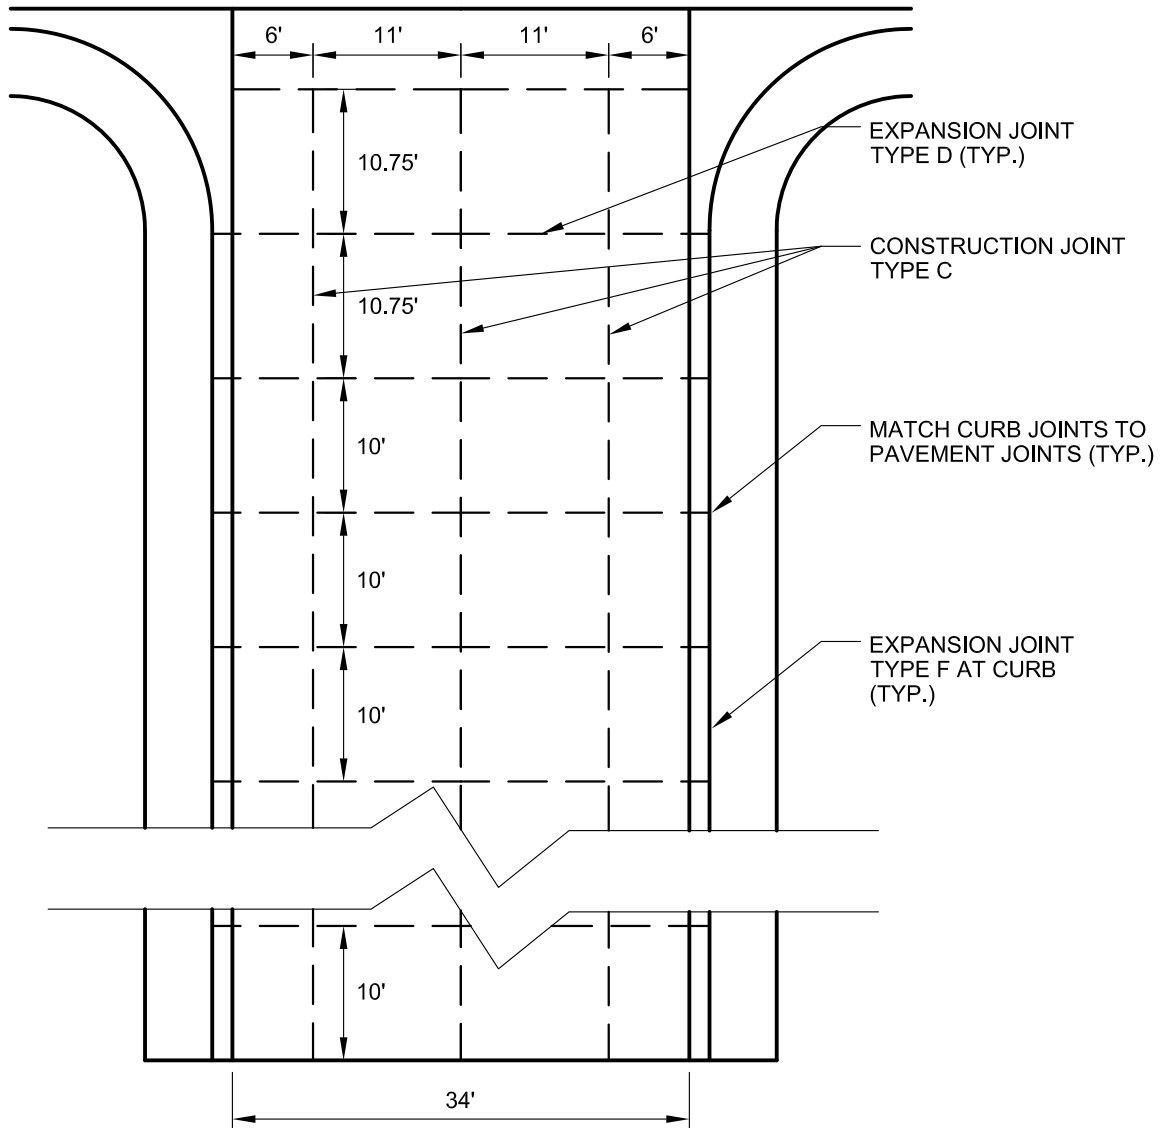 6' 11' 11' 6'
10.75'
EXPANSION JOINT
TYPE D (TYP.)
CONSTRUCTION JOINT
TYPE C
10.75'
10'
MATCH CURB JOINTS TO
PAVEMENT JOINTS (TYP.)
10'
EXPANSION JOINT
TYPE F AT CURB
(TYP.)
10'
10'
34'